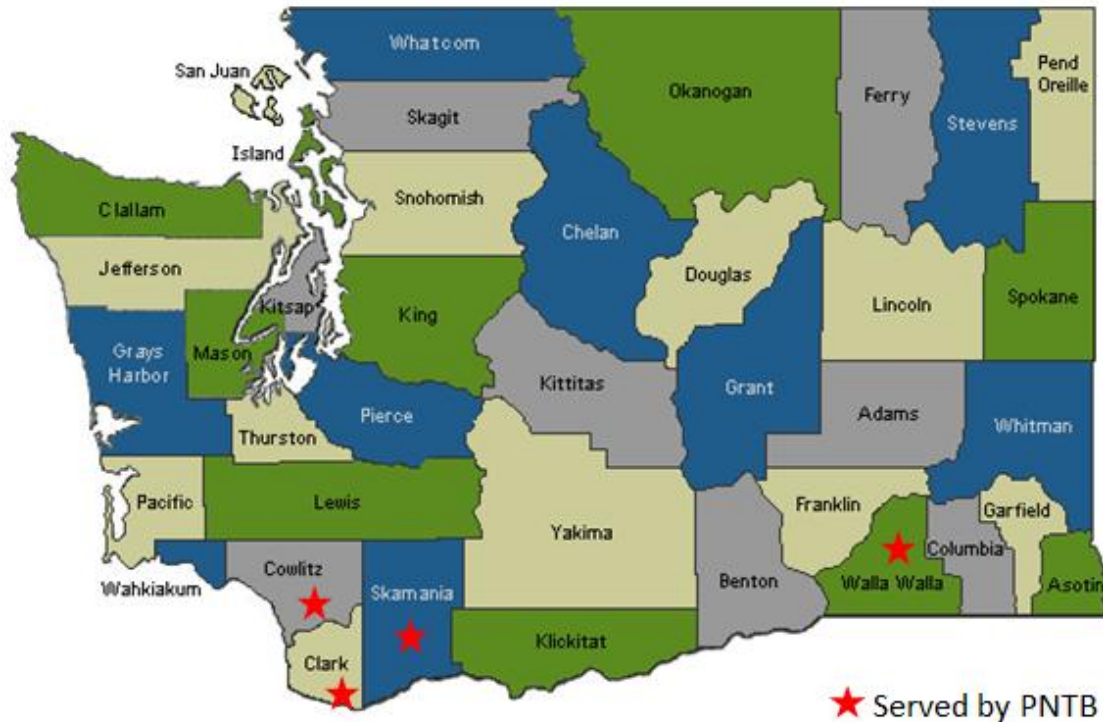 Whatcom
San Juan
Okanogan
Ferry
Pend
Oreille
Skagit
Stevens
Island
Snohomish
Clallam
Chelan
Jefferson
Douglas
Kitsap
King
Lincoln
Spokane
Grays
Harbor
Mason
Kittitas
Grant
Pierce
Adams
Whitman
Thurston
Pacific
Lewis
Franklin
Garfield
Yakima
Columbia
Wahkiakum
Cowlitz
Skamania
Benton
Walla Walla
Asotin
Klickitat
Clark
Served by PNTB